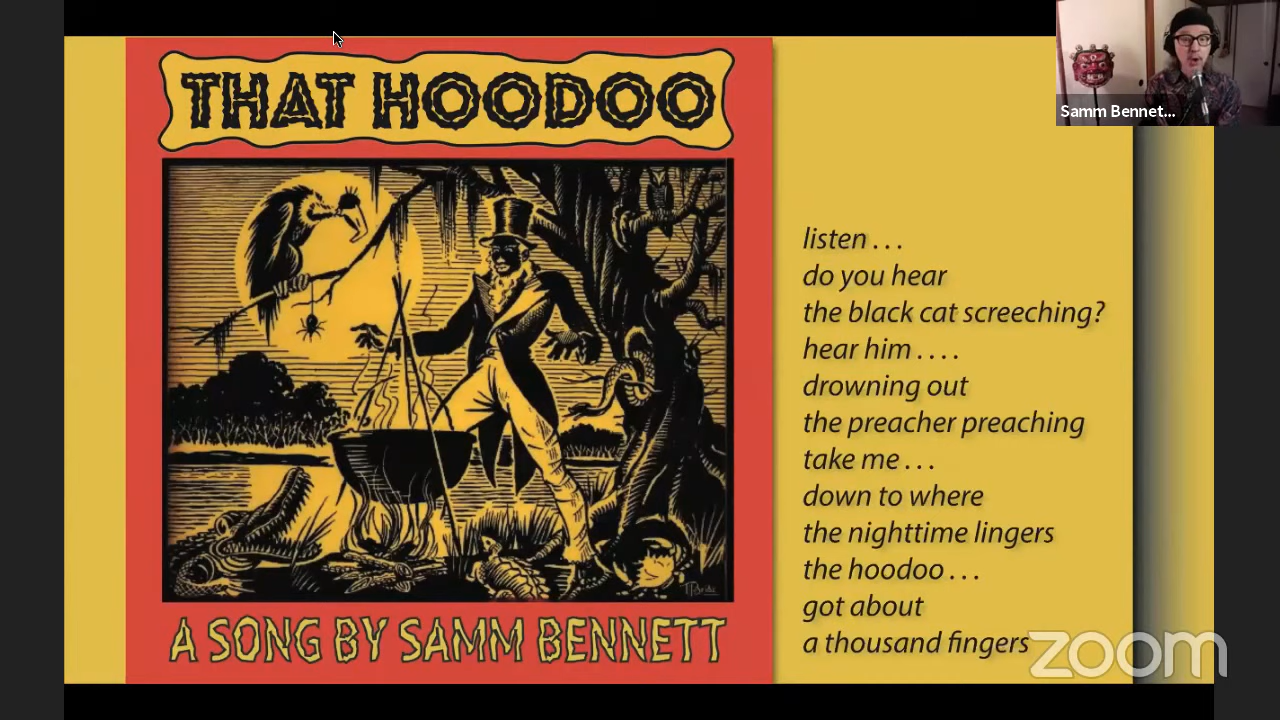 THAT HOODOO
A SONG BY SAMM BENNETT
listen . . .
do you hear
the black cat screeching?
hear him . . . .
drowning out
the preacher preaching
take me . . .
down to where
the nighttime lingers
the hoodoo . . .
got about
a thousand fingers
Samm Bennet...
zoom